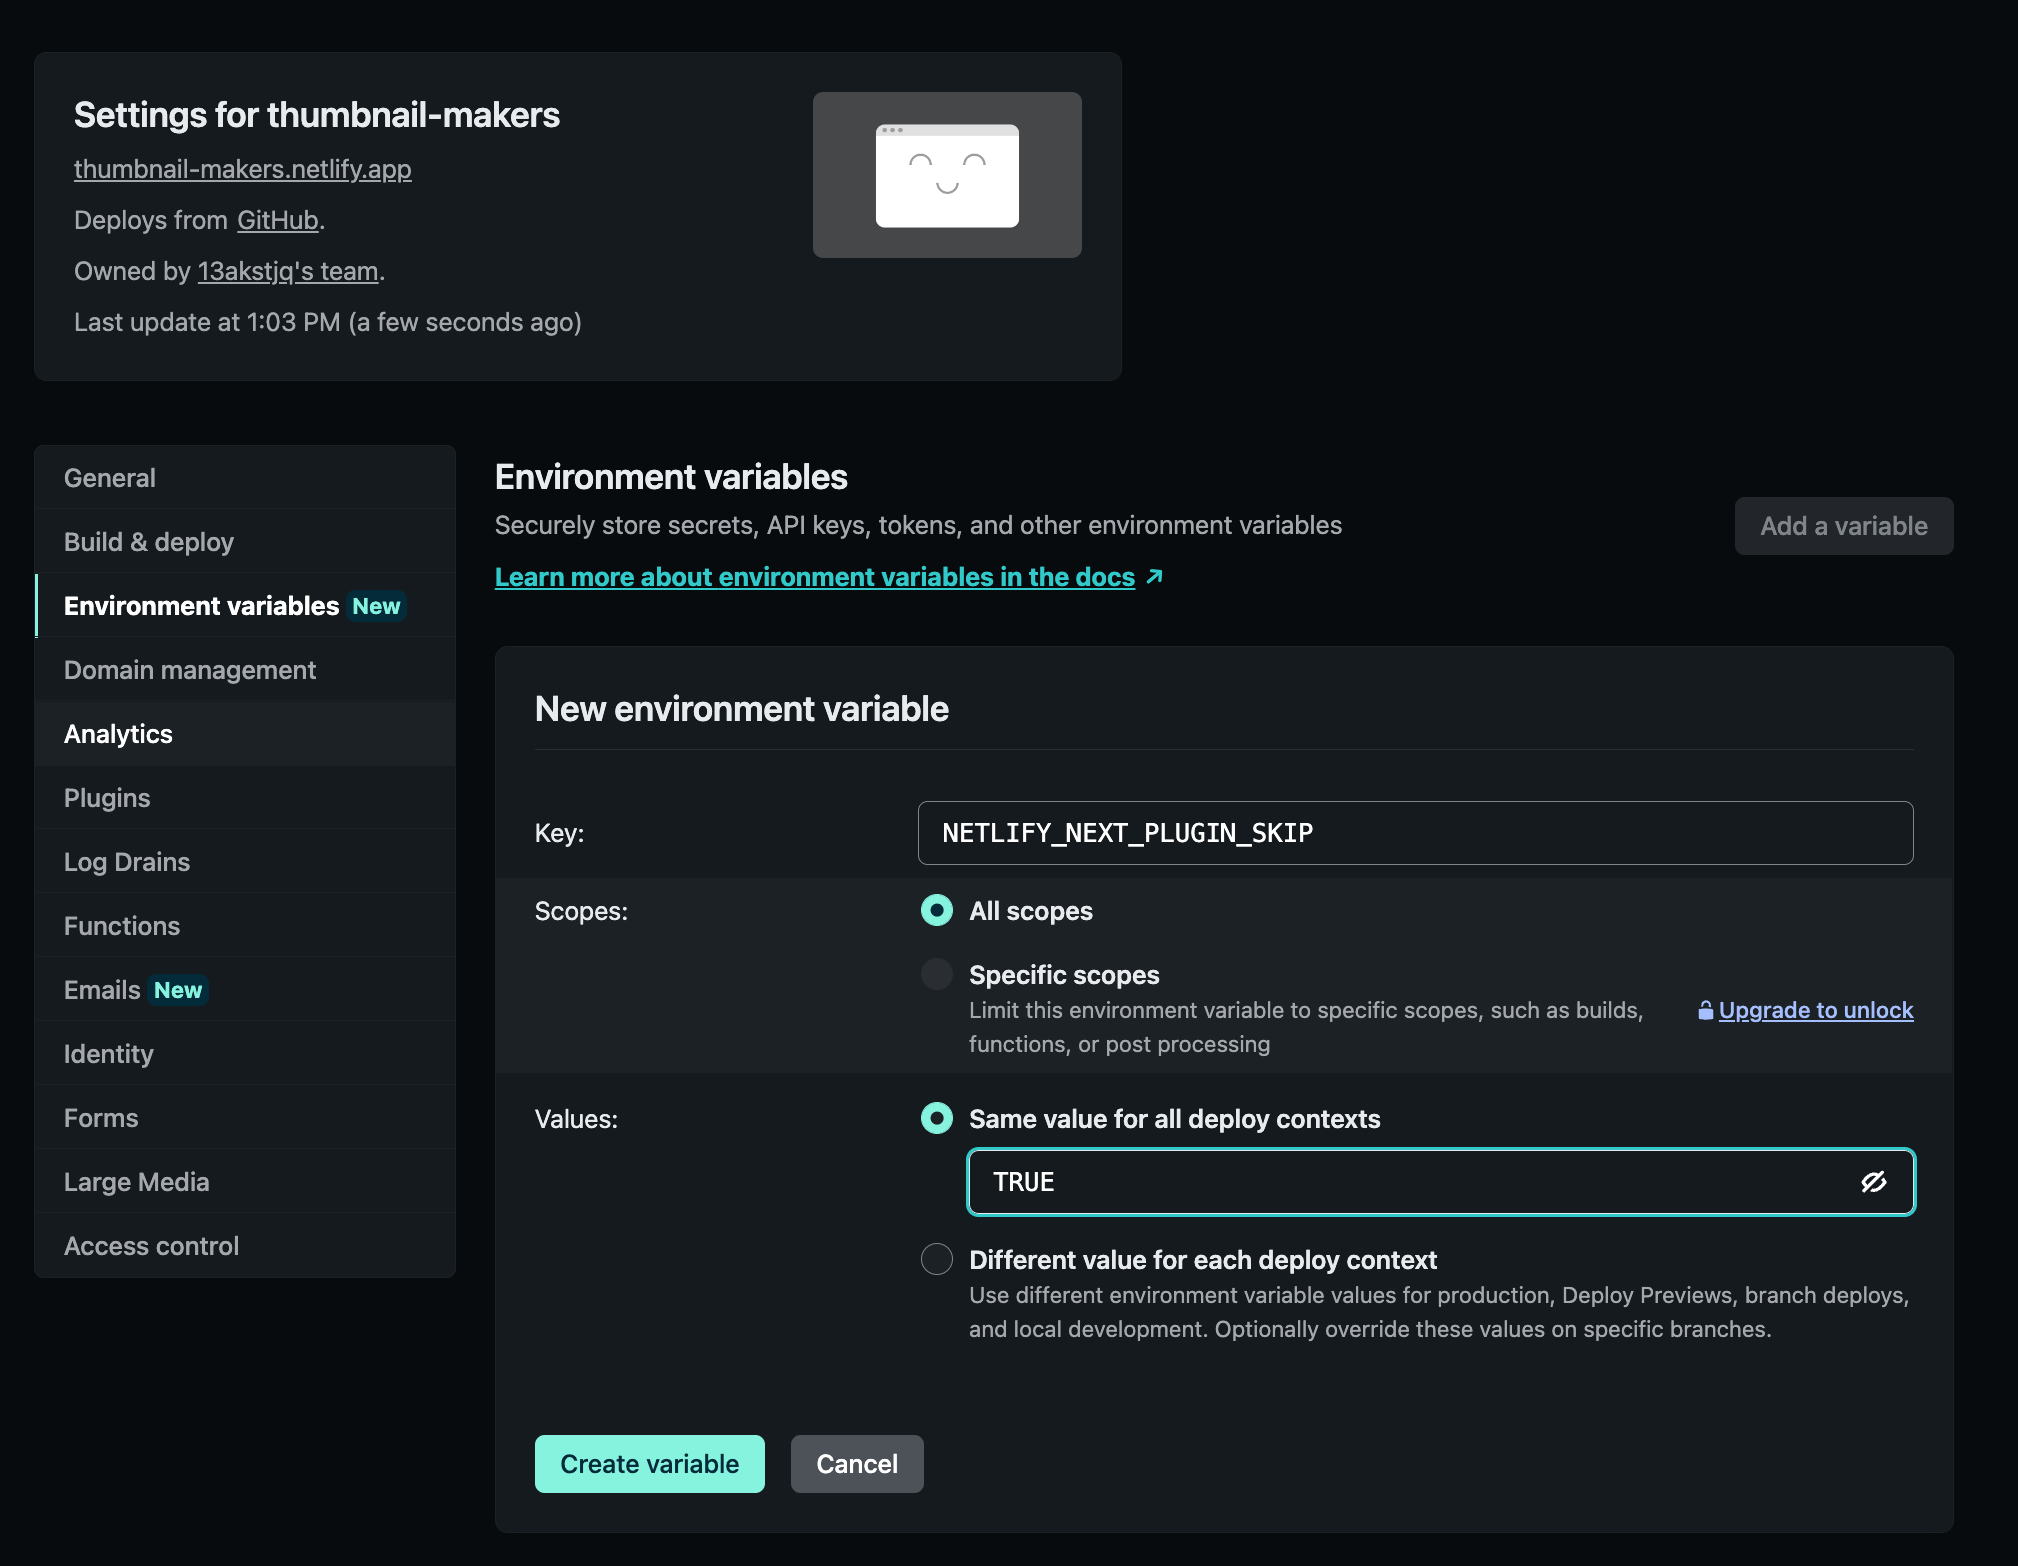 Settings for thumbnail-makers
thumbnail-makers.netlify.app
Deploys from GitHub.
Owned by 13akstjq's team.
Last update at 1:03 PM (a few seconds ago)
General
Build & deploy
Environment variables New
Domain management
Analytics
Plugins
Log Drains
Functions
Emails New
Identity
Forms
Large Media
Access control
Environment variables
Securely store secrets, API keys, tokens, and other environment variables
Learn more about environment variables in the docs
Add a variable
New environment variable
Key:
NETLIFY_NEXT_PLUGIN_SKIP
Scopes:
All scopes
Specific scopes
Limit this environment variable to specific scopes, such as builds,
functions, or post processing
Upgrade to unlock
Values:
Same value for all deploy contexts
TRUE
Different value for each deploy context
Use different environment variable values for production, Deploy Previews, branch deploys,
and local development. Optionally override these values on specific branches.
Create variable
Cancel